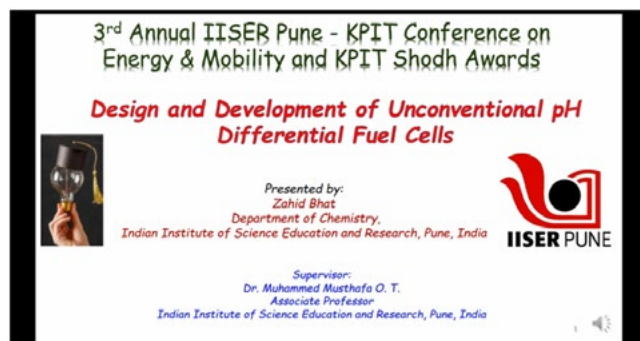 3rd Annual IISER Pune - KPIT Conference on
Energy & Mobility and KPIT Shodh Awards
Design and Development of Unconventional pH
Differential Fuel Cells
Presented by:
Zahid Bhat
Department of Chemistry,
Indian Institute of Science Education and Research, Pune, India
IISER PUNE
Supervisor:
Dr. Muhammed Musthafa O. T.
Associate Professor
Indian Institute of Science Education and Research, Pune, India
1